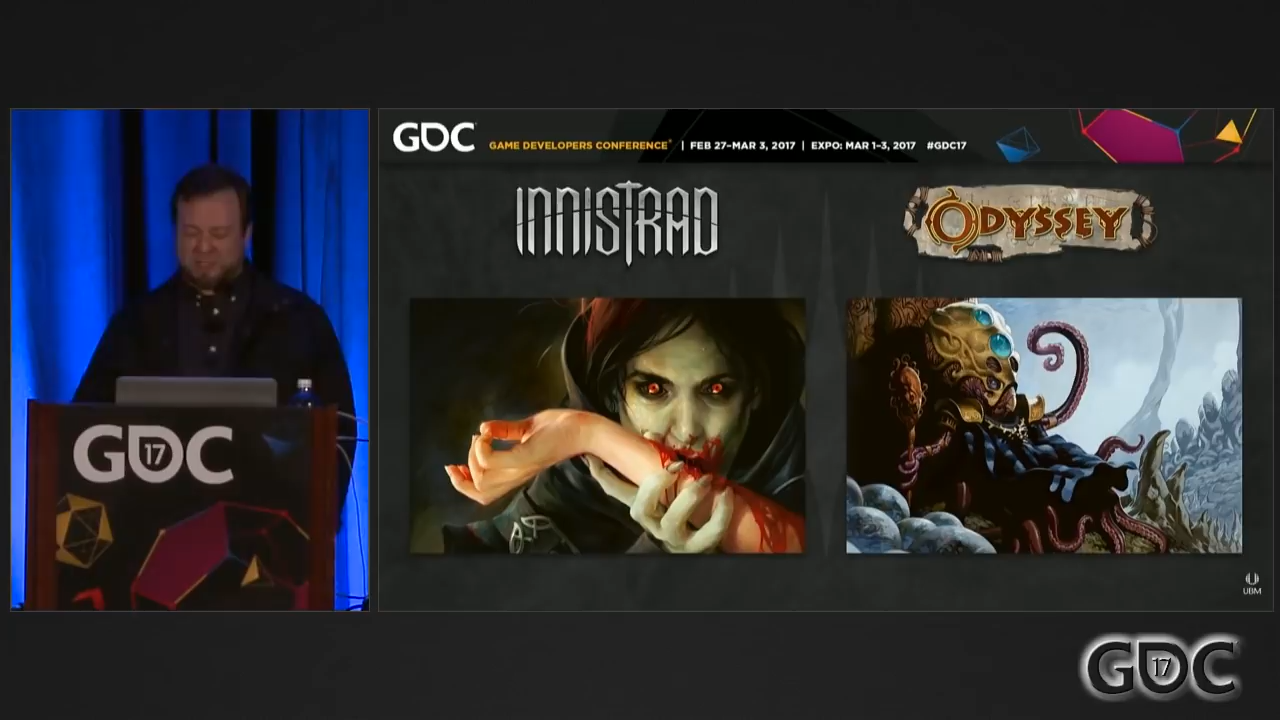 GDC
GAME DEVELOPERS CONFERENCE® | FEB 27–MAR 3, 2017 | EXPO: MAR 1–3, 2017 #GDC17
INNISTRAD
ODYSSEY
GDC
17
UBM
GDC
17